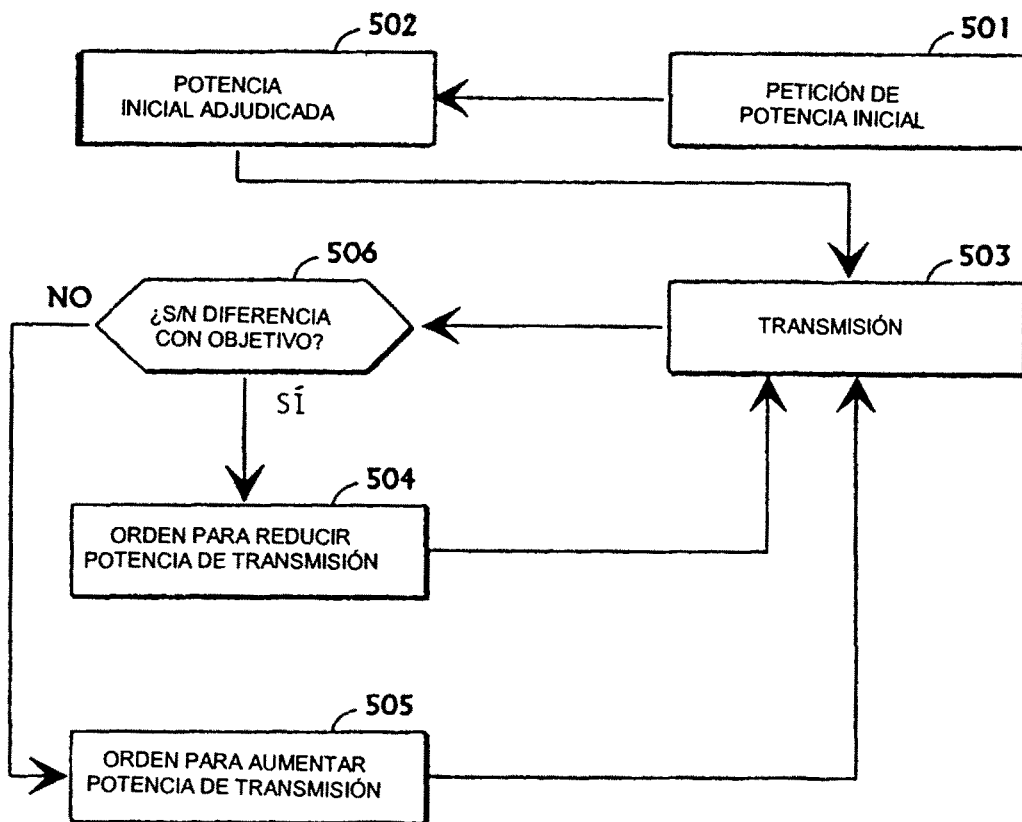 502
POTENCIA
INICIAL ADJUDICADA
501
PETICIÓN DE
POTENCIA INICIAL
506
NO
¿S/N DIFERENCIA
CON OBJETIVO?
SÍ
503
TRANSMISIÓN
504
ORDEN PARA REDUCIR
POTENCIA DE TRANSMISIÓN
505
ORDEN PARA AUMENTAR
POTENCIA DE TRANSMISIÓN